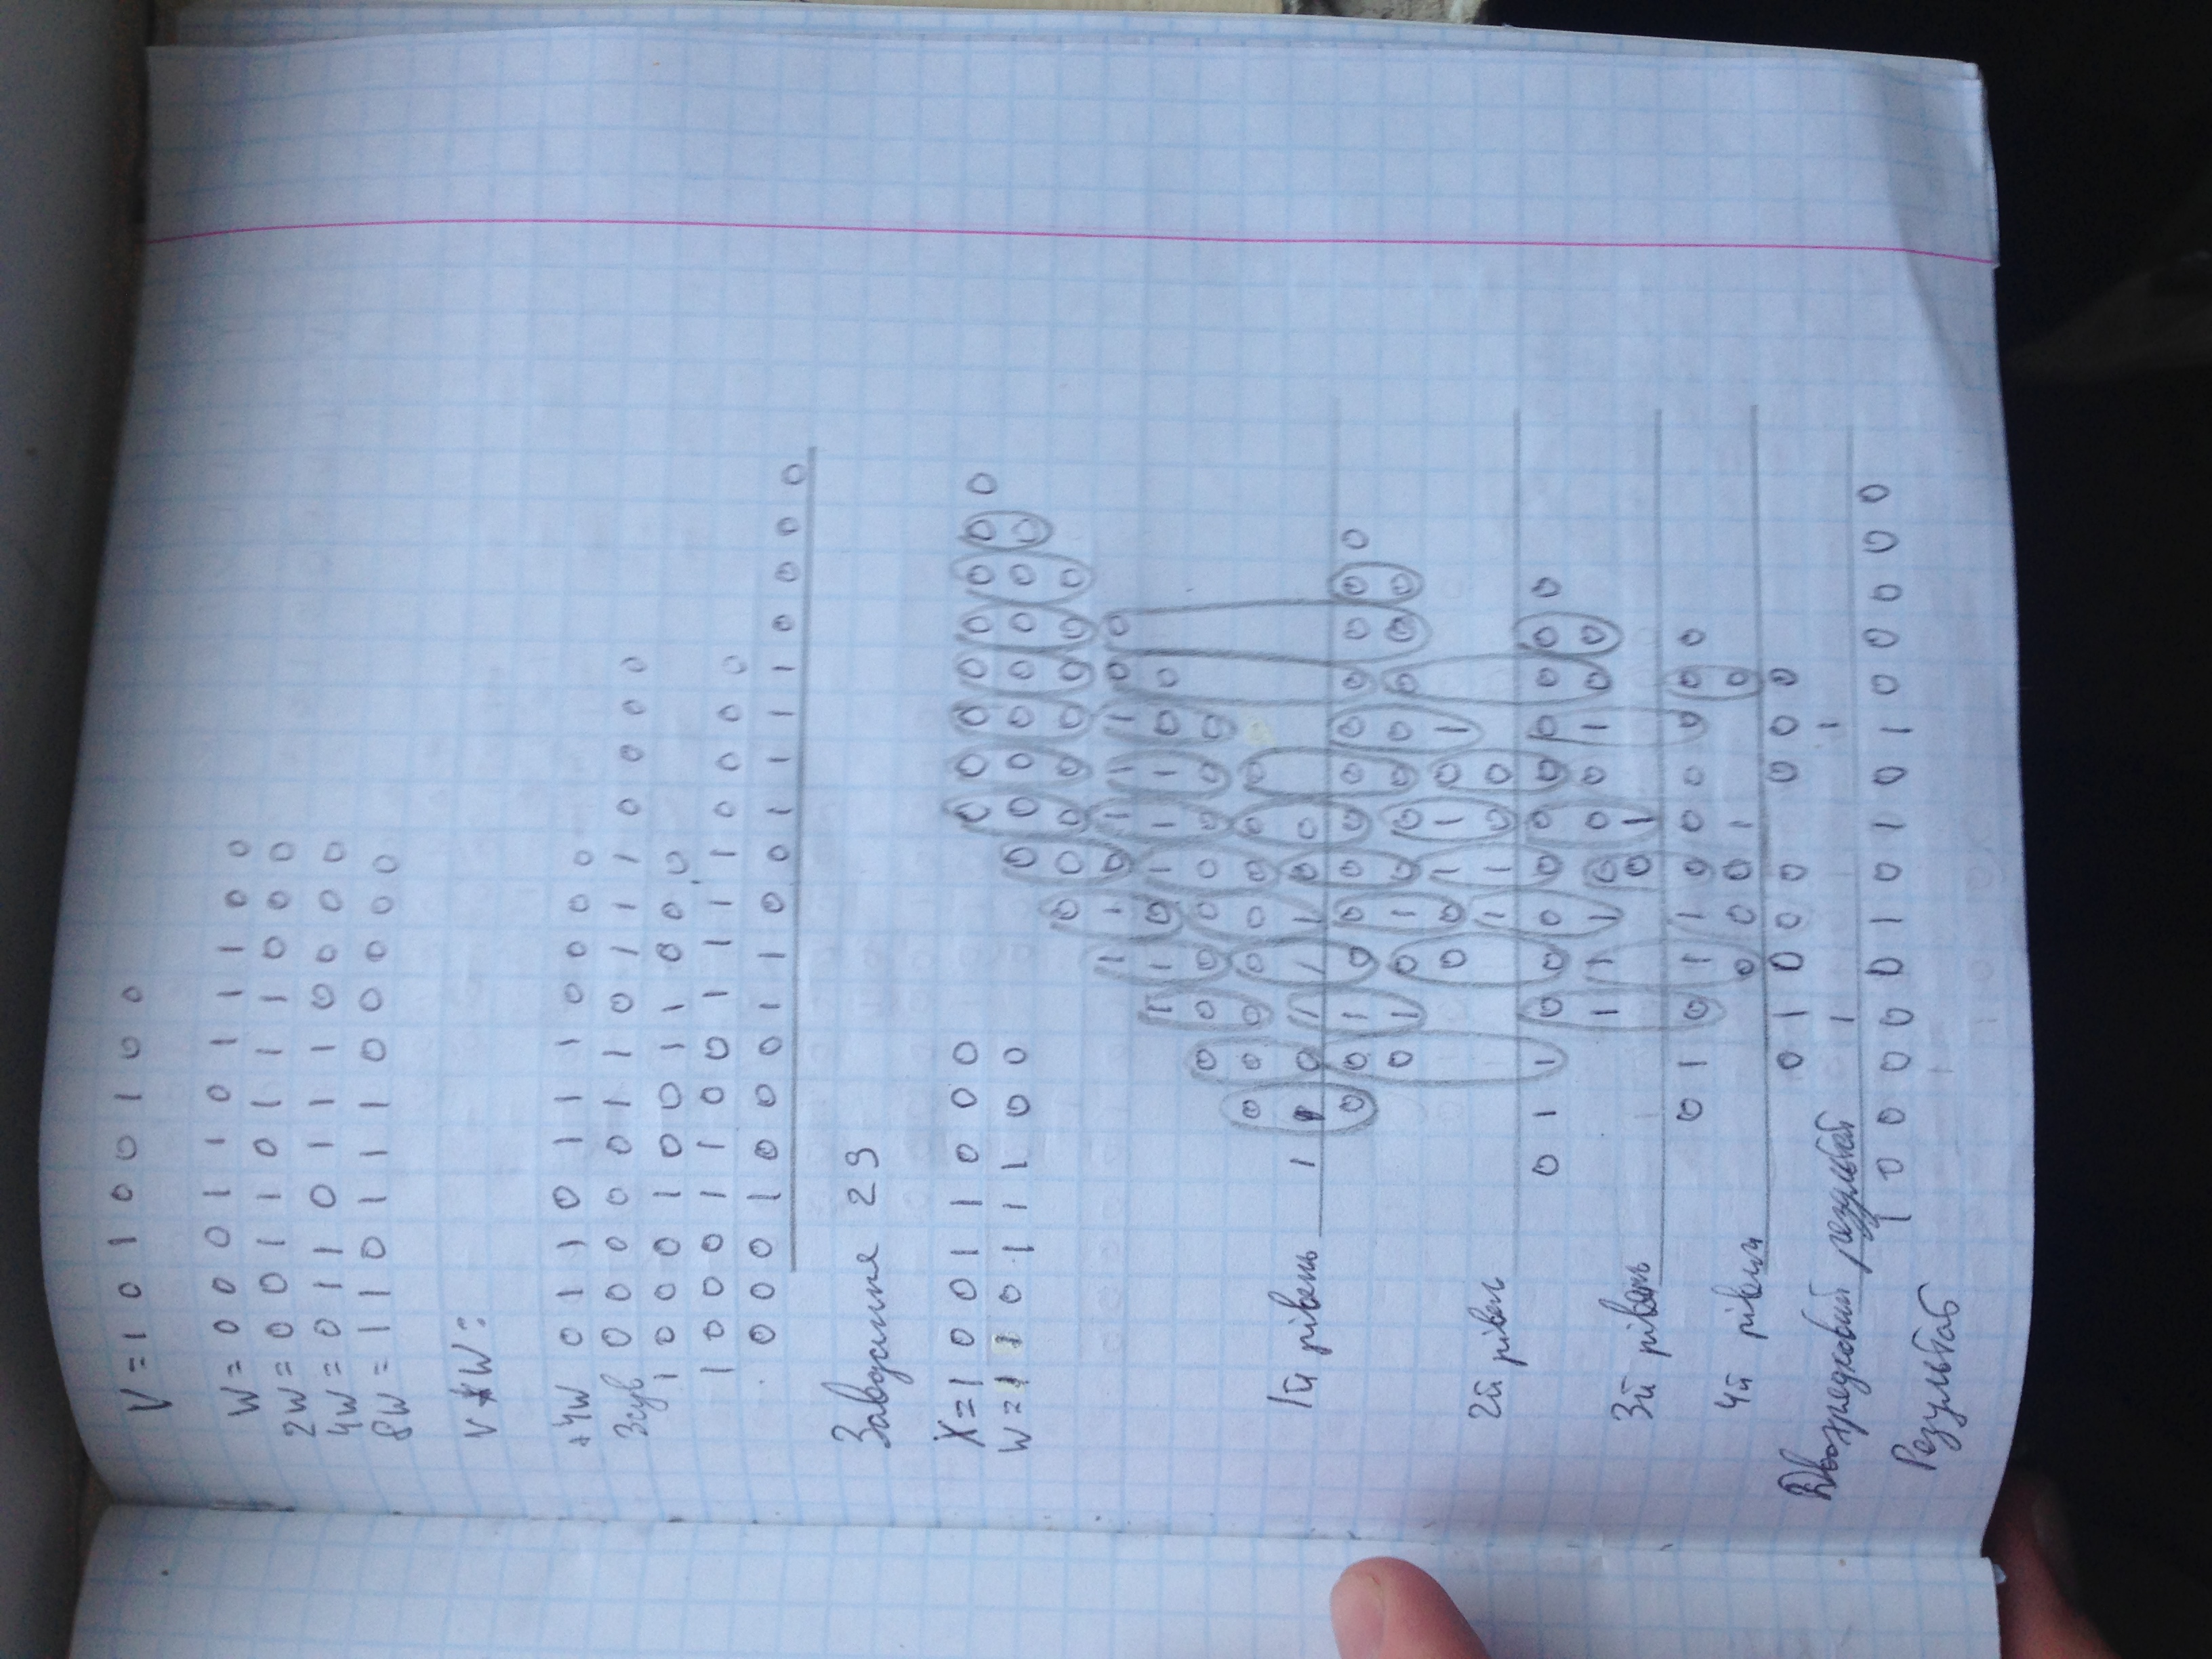 V = 1 0 1 0 0 1 0 0
W = 0 0 0 1 1 0 1 1 1 0 0
2W = 0 0 1 1 0 1 1 1 0 0 0
4W = 0 1 1 0 1 1 1 0 0 0 0
8W = 1 1 0 1 1 1 0 0 0 0 0
V * W =
+4W 0 1 1 0 1 1 1 0 0 0 0
Зсув 0 0 0 0 0 1 1 0 1 1 1 0 0 0 0
1 0 0 0 1 0 0 1 1 0 0 0
1 0 0 0 1 1 0 0 1 1 1 1 0 0 0 0
0 0 0 1 0 0 0 1 1 0 0 1 1 1 1 0 0 0 0
Завдання 29
X = 1 0 0 1 1 0 0 0
W = 1 1 0 1 1 1 0 0
0 0 0 0 0 0 0 0
0 0 0 0 0 0 0 0
0 0 0 0 0 0 0 0
1 1 0 1 1 1 0 0
1 1 0 1 1 1 0 0
0 0 0 0 0 0 0 0
0 0 0 0 0 0 0 0
1й рівень 1 1 0 1 1 1 0 0
0 0 1 0 0 0 0 0 0 0 0 0 0
0 1 0 1 0 0 0 0 0 0 0
0 0 1 1 0 1
2й рівень 1 1 0 0
0 1 1 0 0 0 0 0 0 0 0 0 0
1 1 1 0 0 0 1 0 0
3й рівень 0 1
0 1 0 1 1 0 0 0 0 0 0
4й рівень 0 0 0 1 0
0 1 0 0 0 0 0 0
Двохрядковий результат 1 1
1 0 0 0 0 0 1 0 1 0 1 0 0 0 0 0
Результат